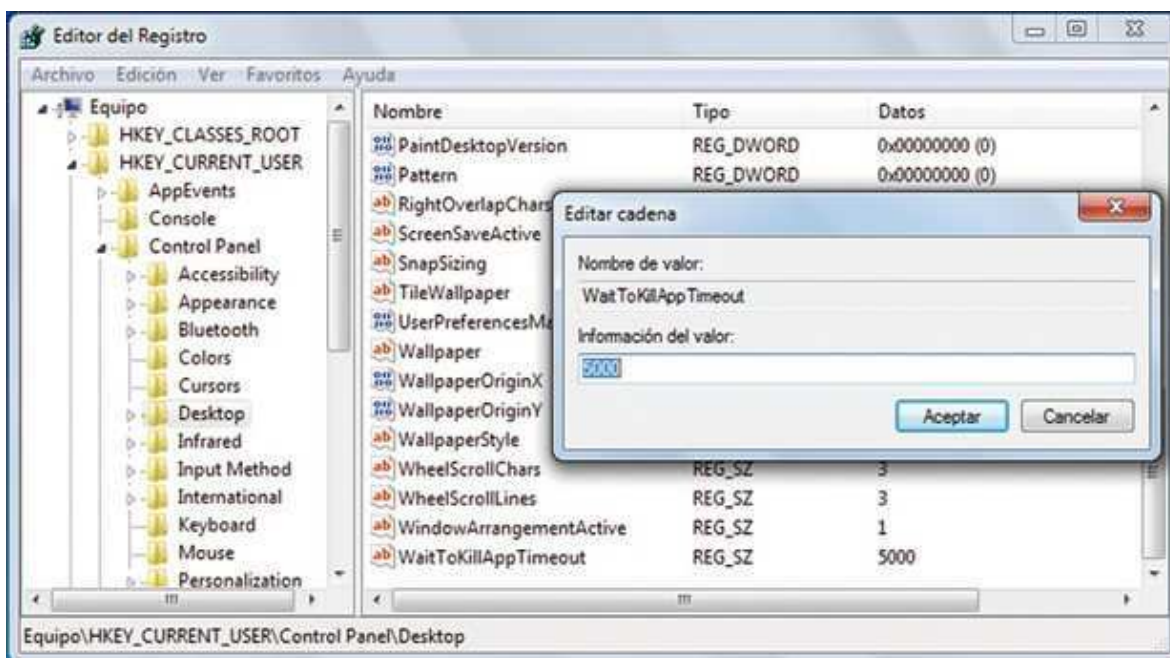 Editor del Registro
Archivo Edición Ver Favoritos Ayuda
Equipo
HKEY_CLASSES_ROOT
HKEY_CURRENT_USER
AppEvents
Console
Control Panel
Accessibility
Appearance
Bluetooth
Colors
Cursors
Desktop
Infrared
Input Method
International
Keyboard
Mouse
Personalization
Nombre Tipo Datos
PaintDesktopVersion REG_DWORD 0x00000000 (0)
Pattern REG_DWORD 0x00000000 (0)
RightOverlapChars
ScreenSaveActive
SnapSizing
TileWallpaper
UserPreferencesMa
Wallpaper
WallpaperOriginX
WallpaperOriginY
WallpaperStyle
WheelScrollChars REG_SZ 3
WheelScrollLines REG_SZ 3
WindowArrangementActive REG_SZ 1
WaitToKillAppTimeout REG_SZ 5000
Editar cadena
Nombre de valor:
WaitToKillAppTimeout
Información del valor:
5000
Aceptar Cancelar
Equipo\HKEY_CURRENT_USER\Control Panel\Desktop